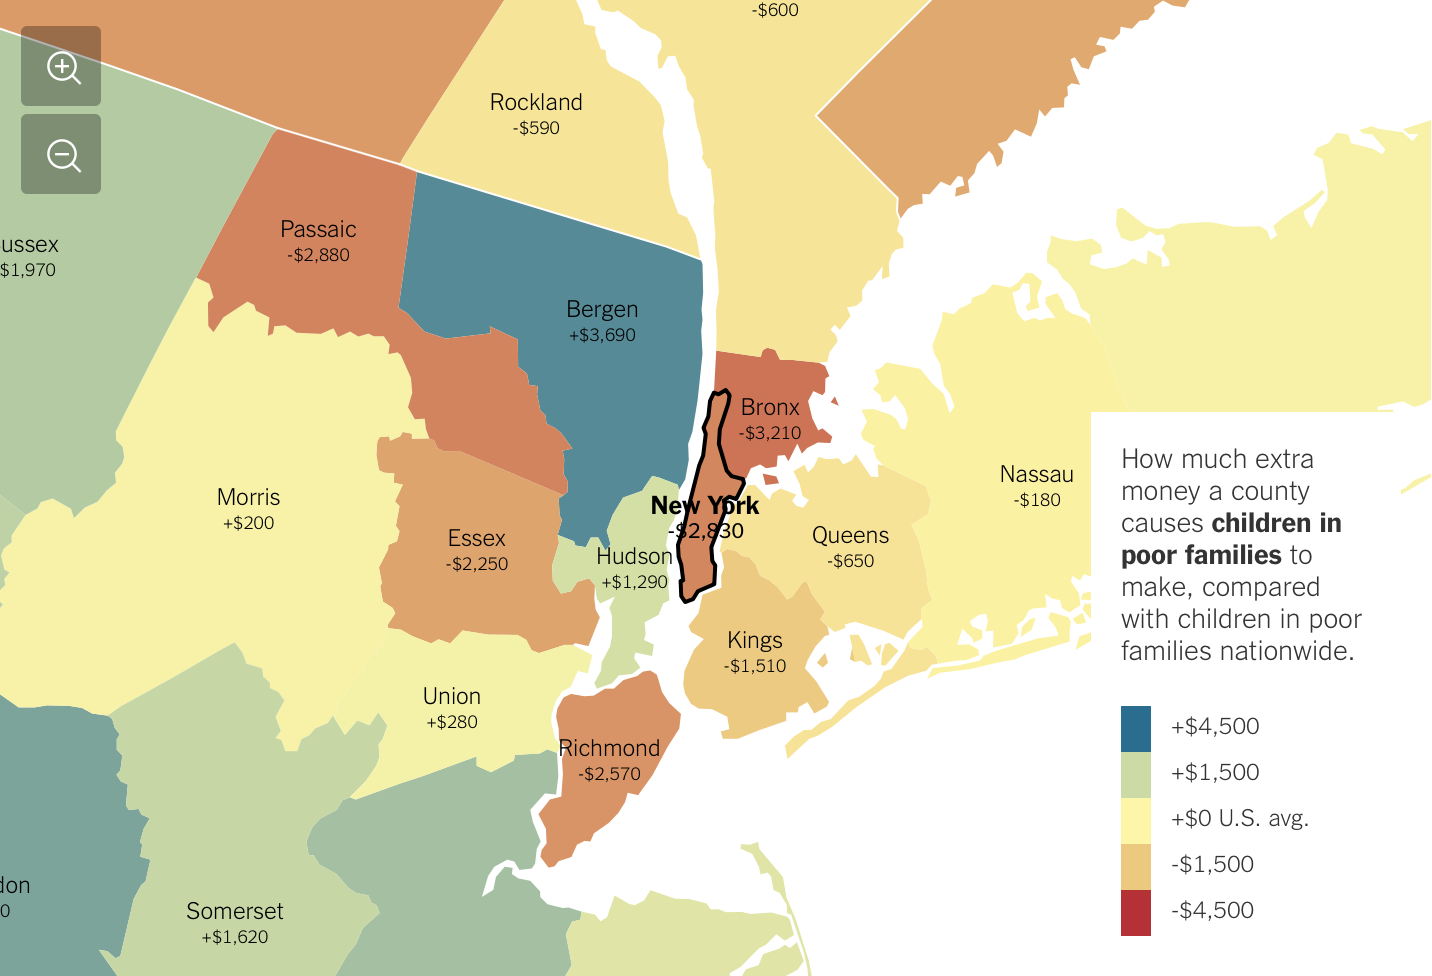 -$600
Rockland
-$590
Passaic
-$2,880
ussex
$1,970
Bergen
+$3,690
Bronx
-$3,210
Nassau
-$180
Morris
+$200
New York
-$2,830
Essex
-$2,250
Queens
-$650
Hudson
+$1,290
Kings
-$1,510
Union
+$280
Richmond
-$2,570
don
0
Somerset
+$1,620
How much extra
money a county
causes children in
poor families to
make, compared
with children in poor
families nationwide.
+$4,500
+$1,500
+$0 U.S. avg.
-$1,500
-$4,500